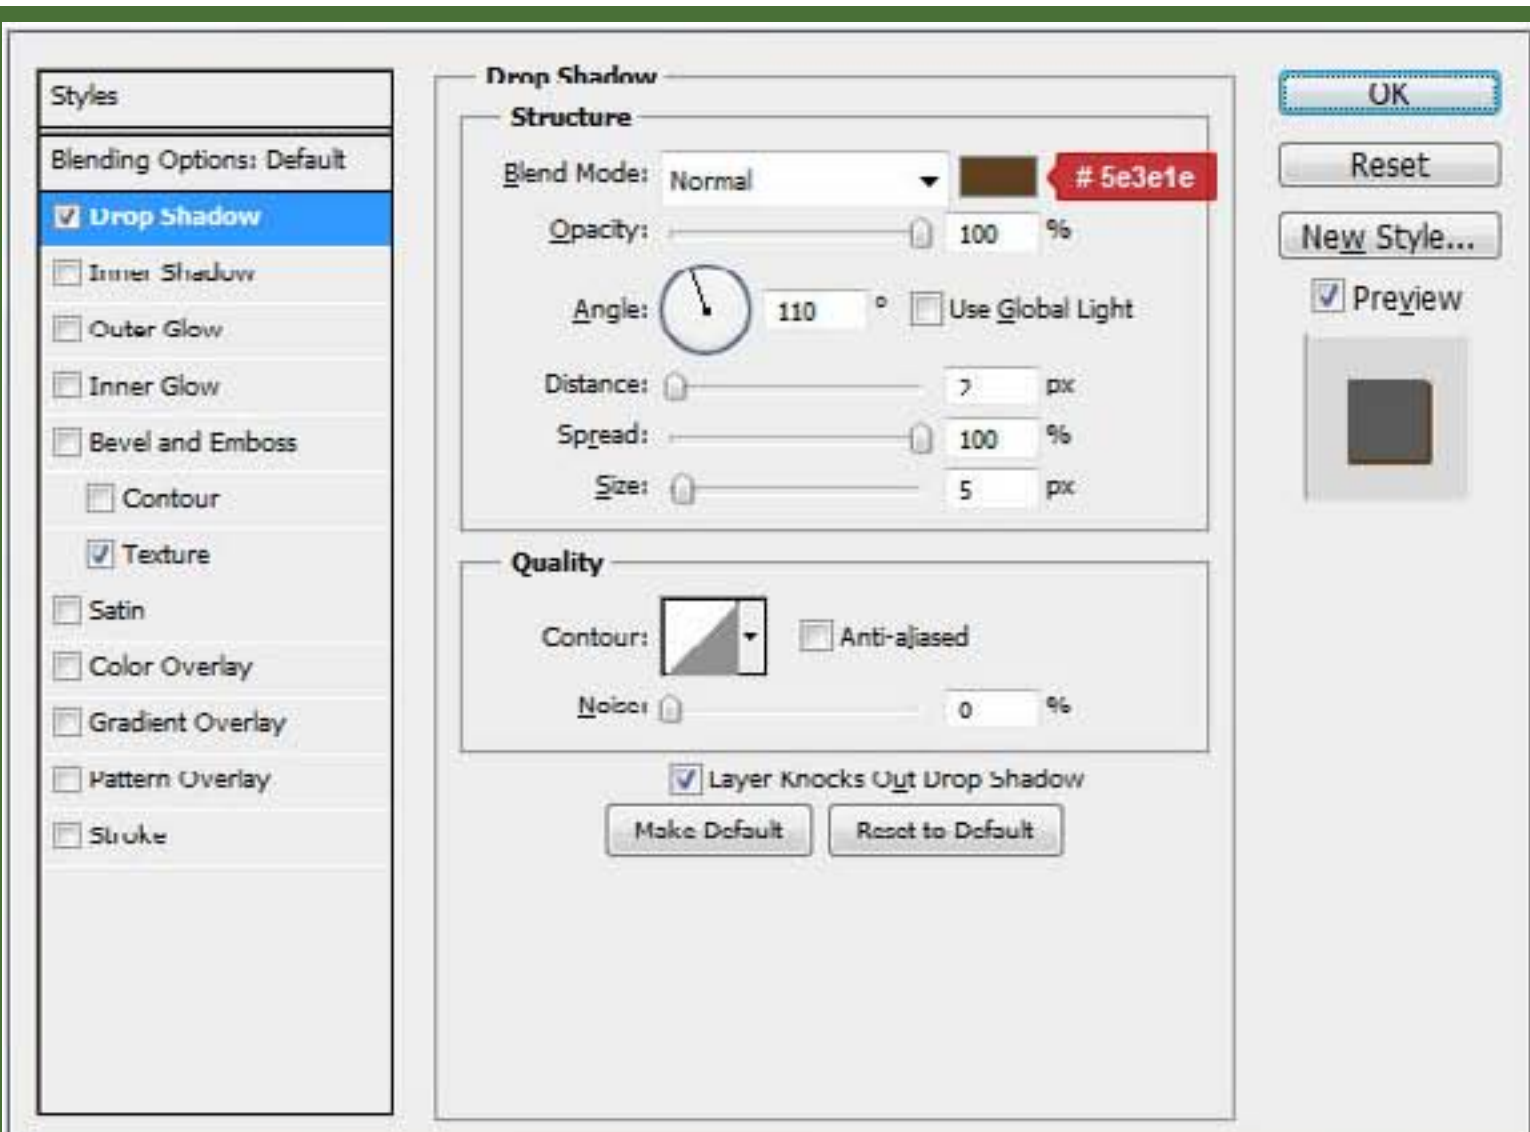 Styles
Blending Options: Default
Drop Shadow
Inner Shadow
Outer Glow
Inner Glow
Bevel and Emboss
Contour
Texture
Satin
Color Overlay
Gradient Overlay
Pattern Overlay
Stroke
Drop Shadow
Structure
Blend Mode: Normal # 5e3e1e
Opacity: 100 %
Angle: 110 ° Use Global Light
Distance: 2 px
Spread: 100 %
Size: 5 px
Quality
Contour: Anti-aliased
Noise: 0 %
Layer Knocks Out Drop Shadow
Make Default Reset to Default
OK
Reset
New Style...
Preview